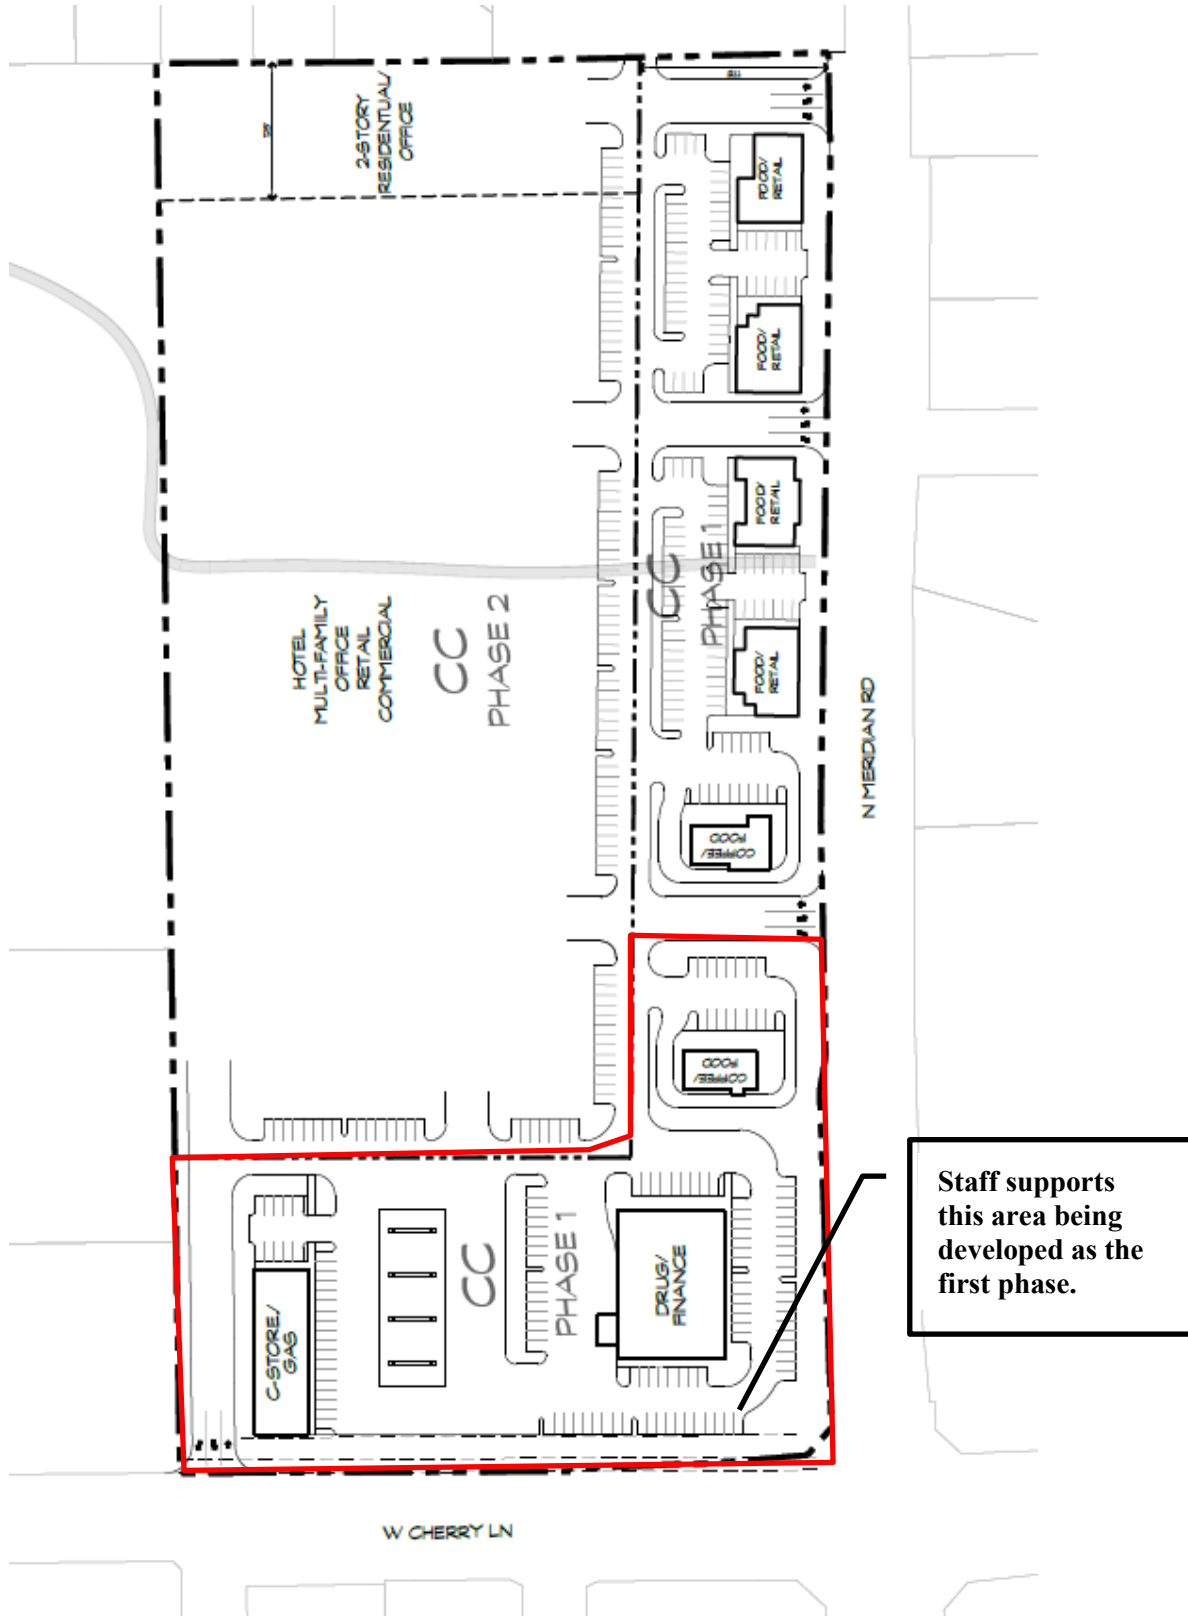 2-STORY
RESIDENTUAL/
OFFICE
FOOD/
RETAIL
FOOD/
RETAIL
FOOD/
RETAIL
CC
PHASE 1
FOOD/
RETAIL
HOTEL
MULTI-FAMILY
OFFICE
RETAIL
COMMERCIAL
CC
PHASE 2
N MERIDIAN RD
COFFEE/
FOOD
COFFEE/
FOOD
C-STORE/
GAS
CC
PHASE 1
DRUG/
FINANCE
Staff supports
this area being
developed as the
first phase.
W CHERRY LN